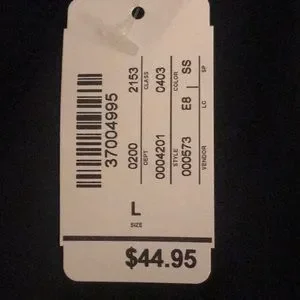 37004995
0200 2153
DEPT CLASS
0004201 0403
STYLE COLOR
000573 E8 | SS
VENDOR LC SP
L
SIZE
$44.95